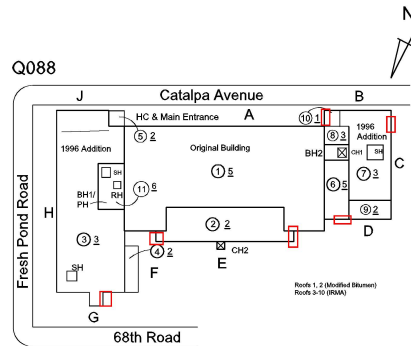 N
Q088
J Catalpa Avenue B
HC & Main Entrance A 10 1
5 2 8 3 1996 Addition
1996 Addition Original Building
BH2 CH1 SH C
SH 1 5 7 3
BH1/ RH 11 6 6 5
PH
H
Fresh Pond Road
2 2 9 2
3 3 D
4 2 CH2
SH F E
G
Roofs 1, 2 (Modified Bitumen)
Roofs 3-10 (IRMA)
68th Road